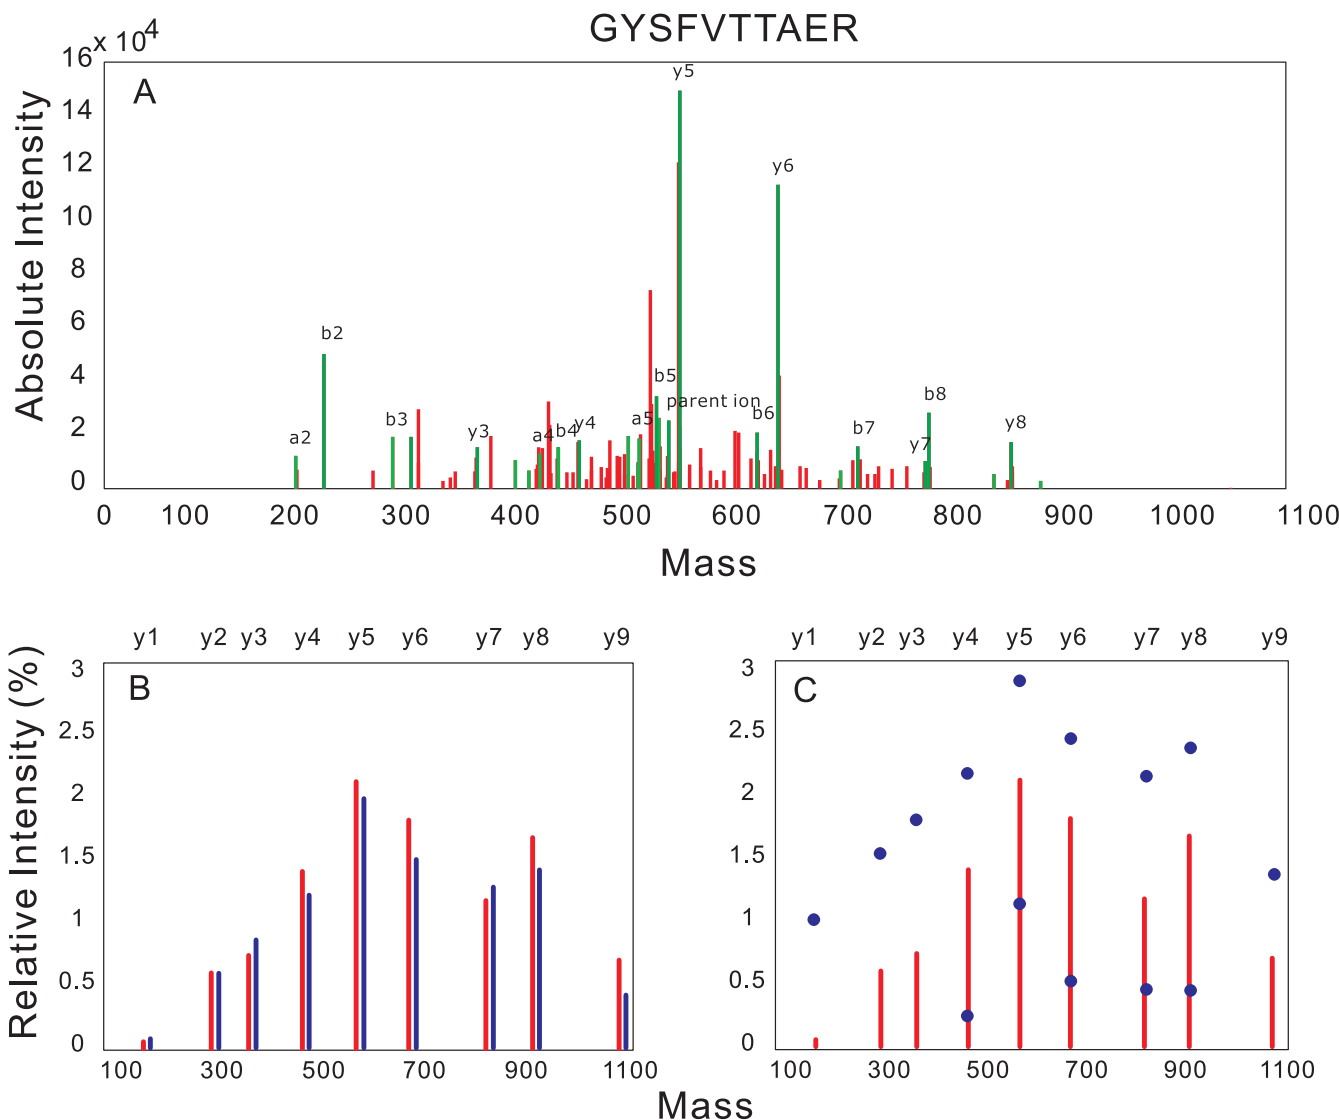 GYSFVTTAER
x 10⁴
16
14
12
10
8
6
4
2
0
Absolute Intensity
A
a2
b2
b3
y3
a4
b4
y4
a5
b5
parent ion
y5
b6
y6
b7
y7
b8
y8
0 100 200 300 400 500 600 700 800 900 1000 1100
Mass
y1 y2 y3 y4 y5 y6 y7 y8 y9
B
Relative Intensity (%)
3
2.5
2
1.5
1
0.5
0
100 300 500 700 900 1100
y1 y2 y3 y4 y5 y6 y7 y8 y9
C
3
2.5
2
1.5
1
0.5
0
100 300 500 700 900 1100
Mass